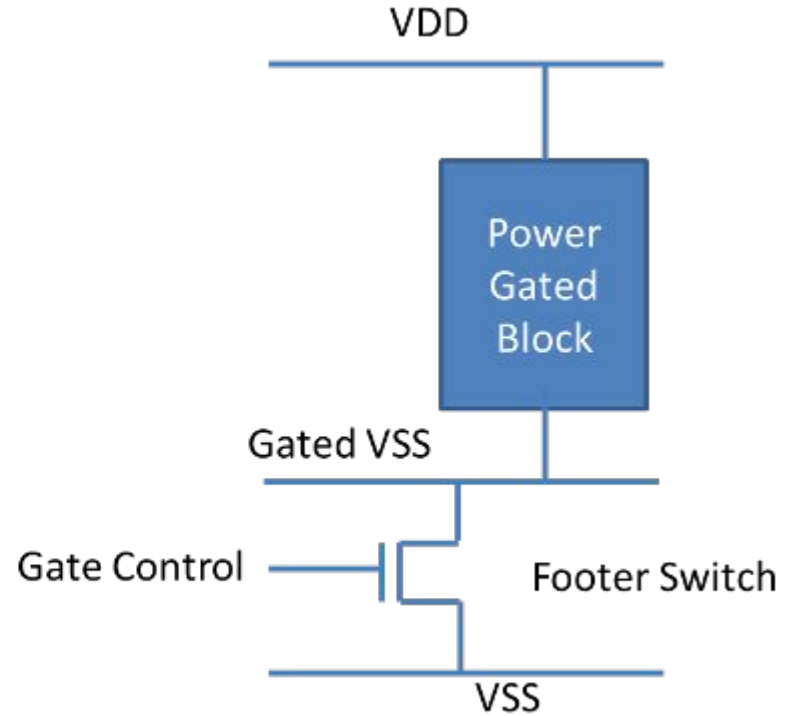 VDD
Power
Gated
Block
Gated VSS
Gate Control
Footer Switch
VSS